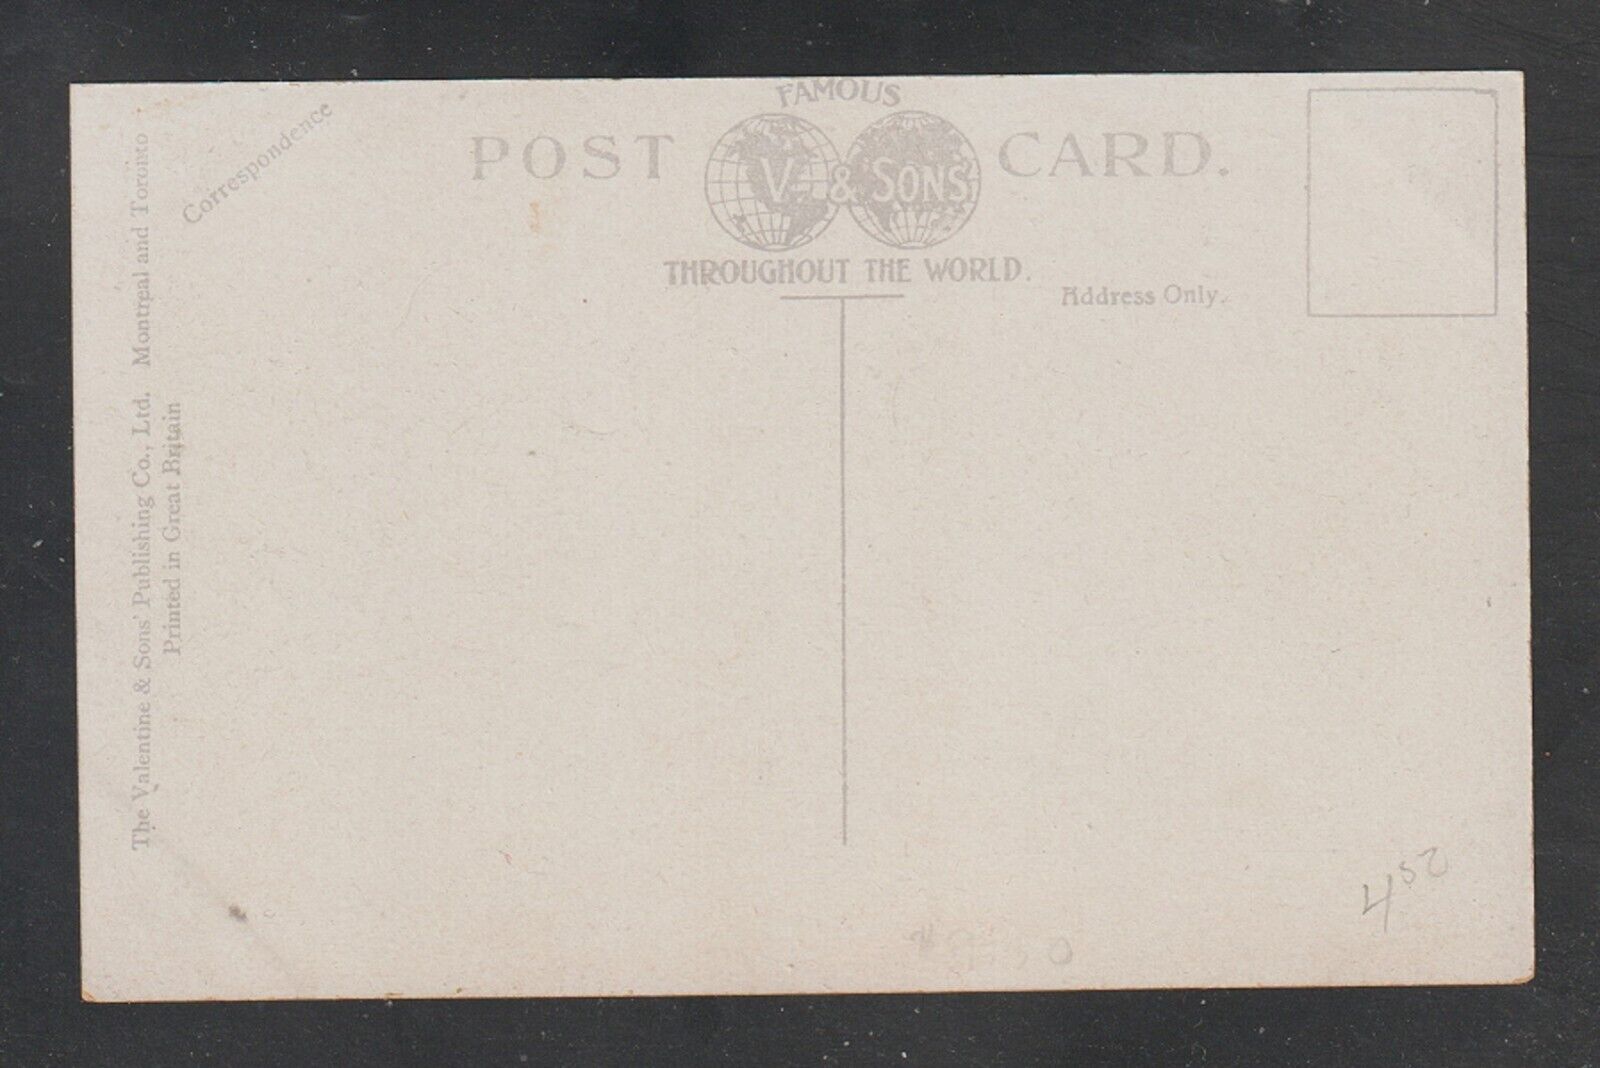 FAMOUS
POST V. & SONS CARD.
THROUGHOUT THE WORLD.
Correspondence
Address Only.
The Valentine & Sons' Publishing Co., Ltd. Montreal and Toronto
Printed in Great Britain